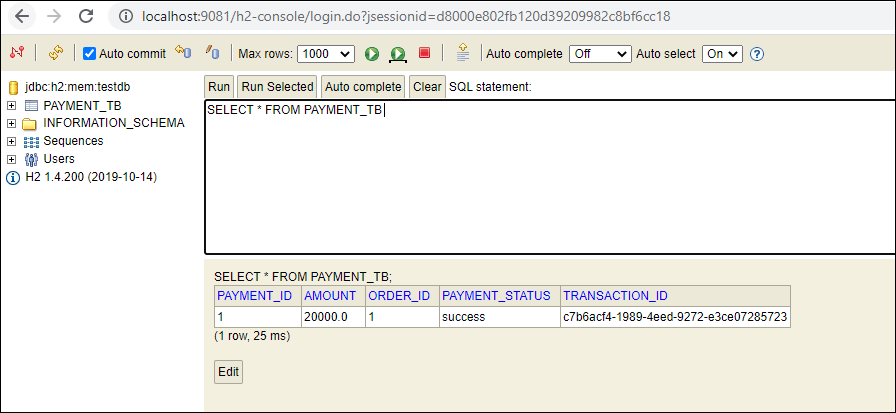 localhost:9081/h2-console/login.do?jsessionid=d8000e802fb120d39209982c8bf6cc18
Auto commit Max rows: 1000 Auto complete Off Auto select On ?
jdbc:h2:mem:testdb
PAYMENT_TB
INFORMATION_SCHEMA
Sequences
Users
H2 1.4.200 (2019-10-14)
Run Run Selected Auto complete Clear SQL statement:
SELECT * FROM PAYMENT_TB
SELECT * FROM PAYMENT_TB;
PAYMENT_ID AMOUNT ORDER_ID PAYMENT_STATUS TRANSACTION_ID
1 20000.0 1 success c7b6acf4-1989-4eed-9272-e3ce07285723
(1 row, 25 ms)
Edit